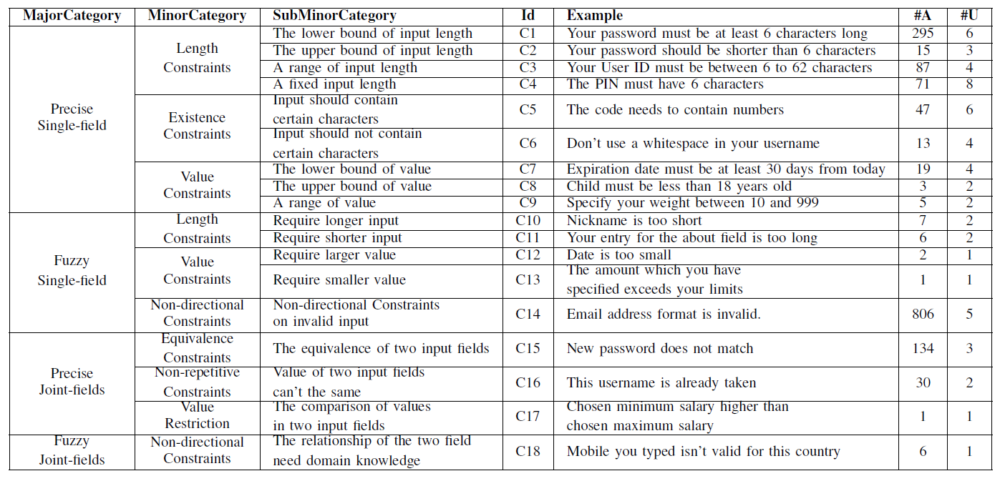 MajorCategory MinorCategory SubMinorCategory Id Example #A #U
Precise Single-field
Length Constraints
The lower bound of input length C1 Your password must be at least 6 characters long 295 6
The upper bound of input length C2 Your password should be shorter than 6 characters 15 3
A range of input length C3 Your User ID must be between 6 to 62 characters 87 4
A fixed input length C4 The PIN must have 6 characters 71 8
Existence Constraints
Input should contain
certain characters C5 The code needs to contain numbers 47 6
Input should not contain
certain characters C6 Don't use a whitespace in your username 13 4
Value Constraints
The lower bound of value C7 Expiration date must be at least 30 days from today 19 4
The upper bound of value C8 Child must be less than 18 years old 3 2
A range of value C9 Specify your weight between 10 and 999 5 2
Fuzzy Single-field
Length Constraints
Require longer input C10 Nickname is too short 7 2
Require shorter input C11 Your entry for the about field is too long 6 2
Value Constraints
Require larger value C12 Date is too small 2 1
Require smaller value C13 The amount which you have
specified exceeds your limits 1 1
Non-directional Constraints
Non-directional Constraints
on invalid input C14 Email address format is invalid. 806 5
Precise Joint-fields
Equivalence Constraints
The equivalence of two input fields C15 New password does not match 134 3
Non-repetitive Constraints
Value of two input fields
can't the same C16 This username is already taken 30 2
Value Restriction
The comparison of values
in two input fields C17 Chosen minimum salary higher than
chosen maximum salary 1 1
Fuzzy Joint-fields
Non-directional Constraints
The relationship of the two field
need domain knowledge C18 Mobile you typed isn't valid for this country 6 1